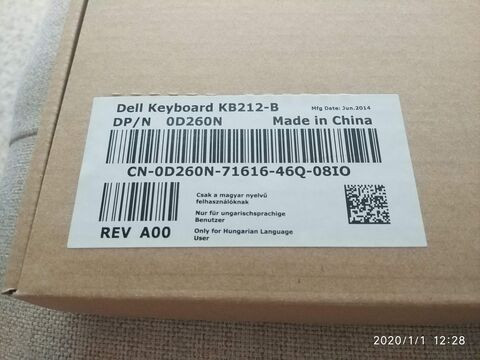 Dell Keyboard KB212-B
Mfg Date: Jun.2014
DP/N 0D260N Made in China
CN-0D260N-71616-46Q-08IO
Csak a magyar nyelvű
felhasználóknak
Nur für ungarischsprachige
Benutzer
Only for Hungarian Language
User
REV A00
2020/1/1 12:28